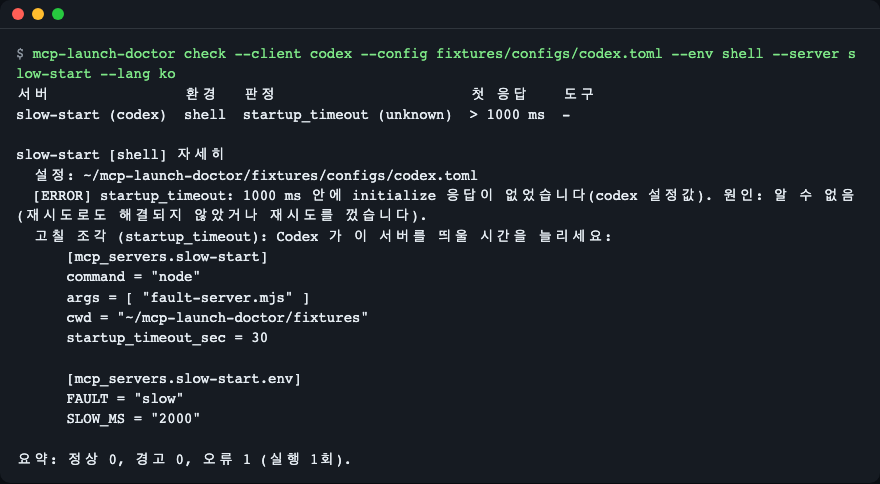 $ mcp-launch-doctor check --client codex --config fixtures/configs/codex.toml --env shell --server s
low-start --lang ko
서버 환경 판정 첫 응답 도구
slow-start (codex) shell startup_timeout (unknown) > 1000 ms -
slow-start [shell] 자세히
설정: ~/mcp-launch-doctor/fixtures/configs/codex.toml
[ERROR] startup_timeout: 1000 ms 안에 initialize 응답이 없었습니다(codex 설정값). 원인: 알 수 없음
(재시도로도 해결되지 않았거나 재시도를 껐습니다).
고칠 조각 (startup_timeout): Codex 가 이 서버를 띄울 시간을 늘리세요:
[mcp_servers.slow-start]
command = "node"
args = [ "fault-server.mjs" ]
cwd = "~/mcp-launch-doctor/fixtures"
startup_timeout_sec = 30
[mcp_servers.slow-start.env]
FAULT = "slow"
SLOW_MS = "2000"
요약: 정상 0, 경고 0, 오류 1 (실행 1회).